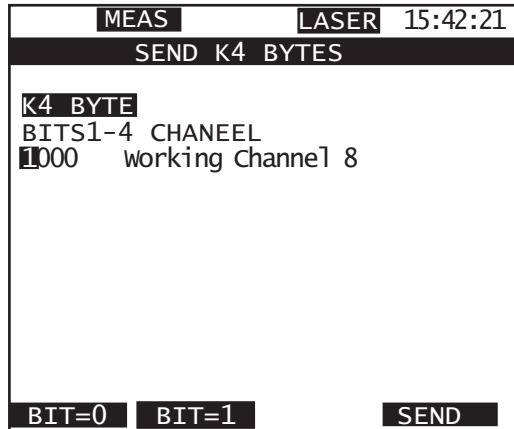 MEAS LASER 15:42:21
SEND K4 BYTES
K4 BYTE
BITS1-4 CHANEEL
1000 Working Channel 8
BIT=0 BIT=1 SEND